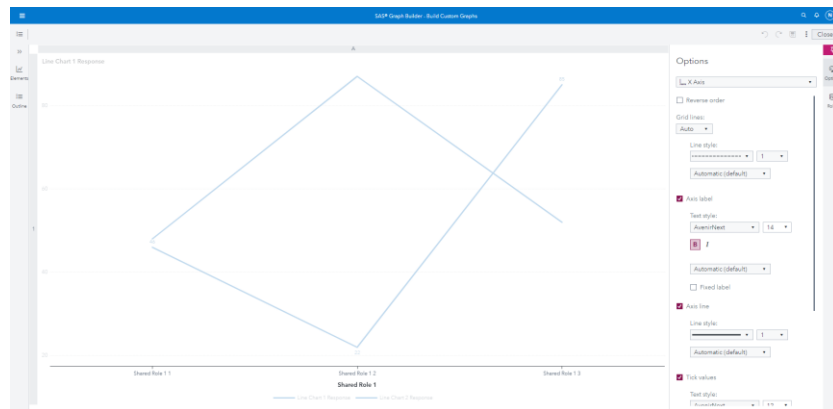 SAS® Graph Builder - Build Custom Graphs
Close
Elements
Outline
A
1
Line Chart 1 Response
Shared Role 1 1
Shared Role 1 2
Shared Role 1 3
Shared Role 1
Line Chart 1 Response
Line Chart 2 Response
Options
X Axis
Reverse order
Grid lines:
Auto
Line style:
1
Automatic (default)
Axis label
Text style:
AvenirNext
14
B I
Automatic (default)
Fixed label
Axis line
Line style:
1
Automatic (default)
Tick values
Text style:
AvenirNext
12